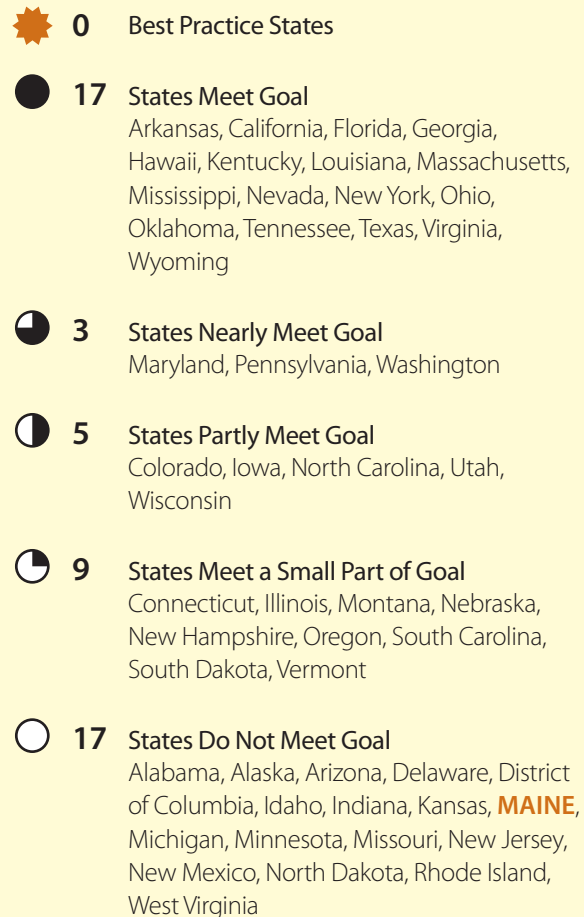 0 Best Practice States
17 States Meet Goal
Arkansas, California, Florida, Georgia,
Hawaii, Kentucky, Louisiana, Massachusetts,
Mississippi, Nevada, New York, Ohio,
Oklahoma, Tennessee, Texas, Virginia,
Wyoming
3 States Nearly Meet Goal
Maryland, Pennsylvania, Washington
5 States Partly Meet Goal
Colorado, Iowa, North Carolina, Utah,
Wisconsin
9 States Meet a Small Part of Goal
Connecticut, Illinois, Montana, Nebraska,
New Hampshire, Oregon, South Carolina,
South Dakota, Vermont
17 States Do Not Meet Goal
Alabama, Alaska, Arizona, Delaware, District
of Columbia, Idaho, Indiana, Kansas, MAINE,
Michigan, Minnesota, Missouri, New Jersey,
New Mexico, North Dakota, Rhode Island,
West Virginia